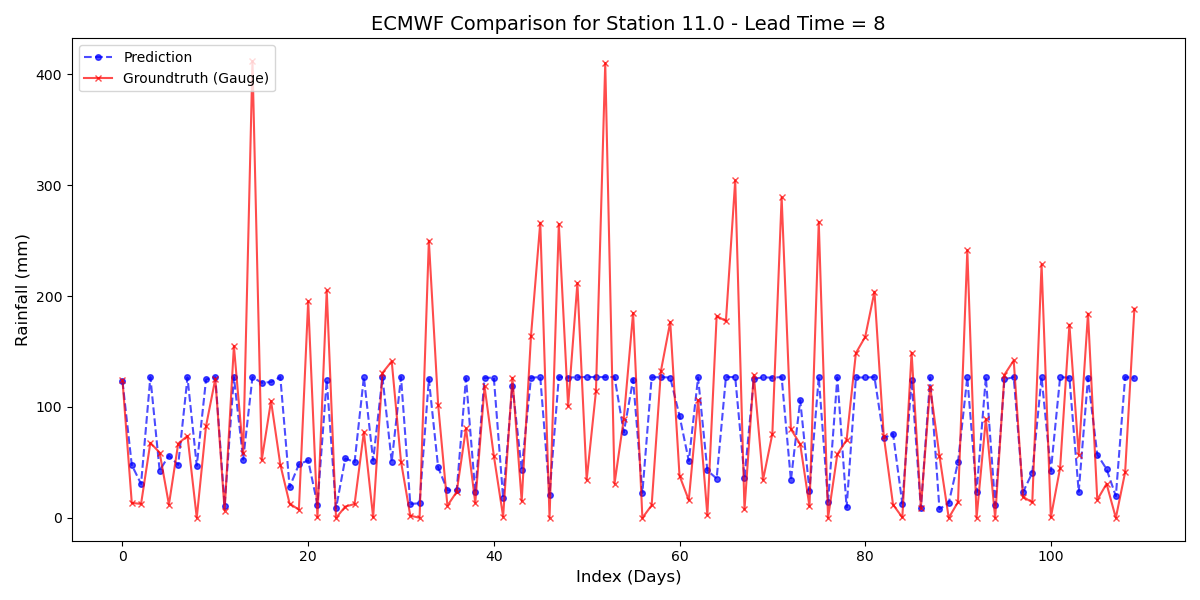 ECMWF Comparison for Station 11.0 - Lead Time = 8
Prediction
Groundtruth (Gauge)
Rainfall (mm)
400
300
200
100
0
0 20 40 60 80 100
Index (Days)